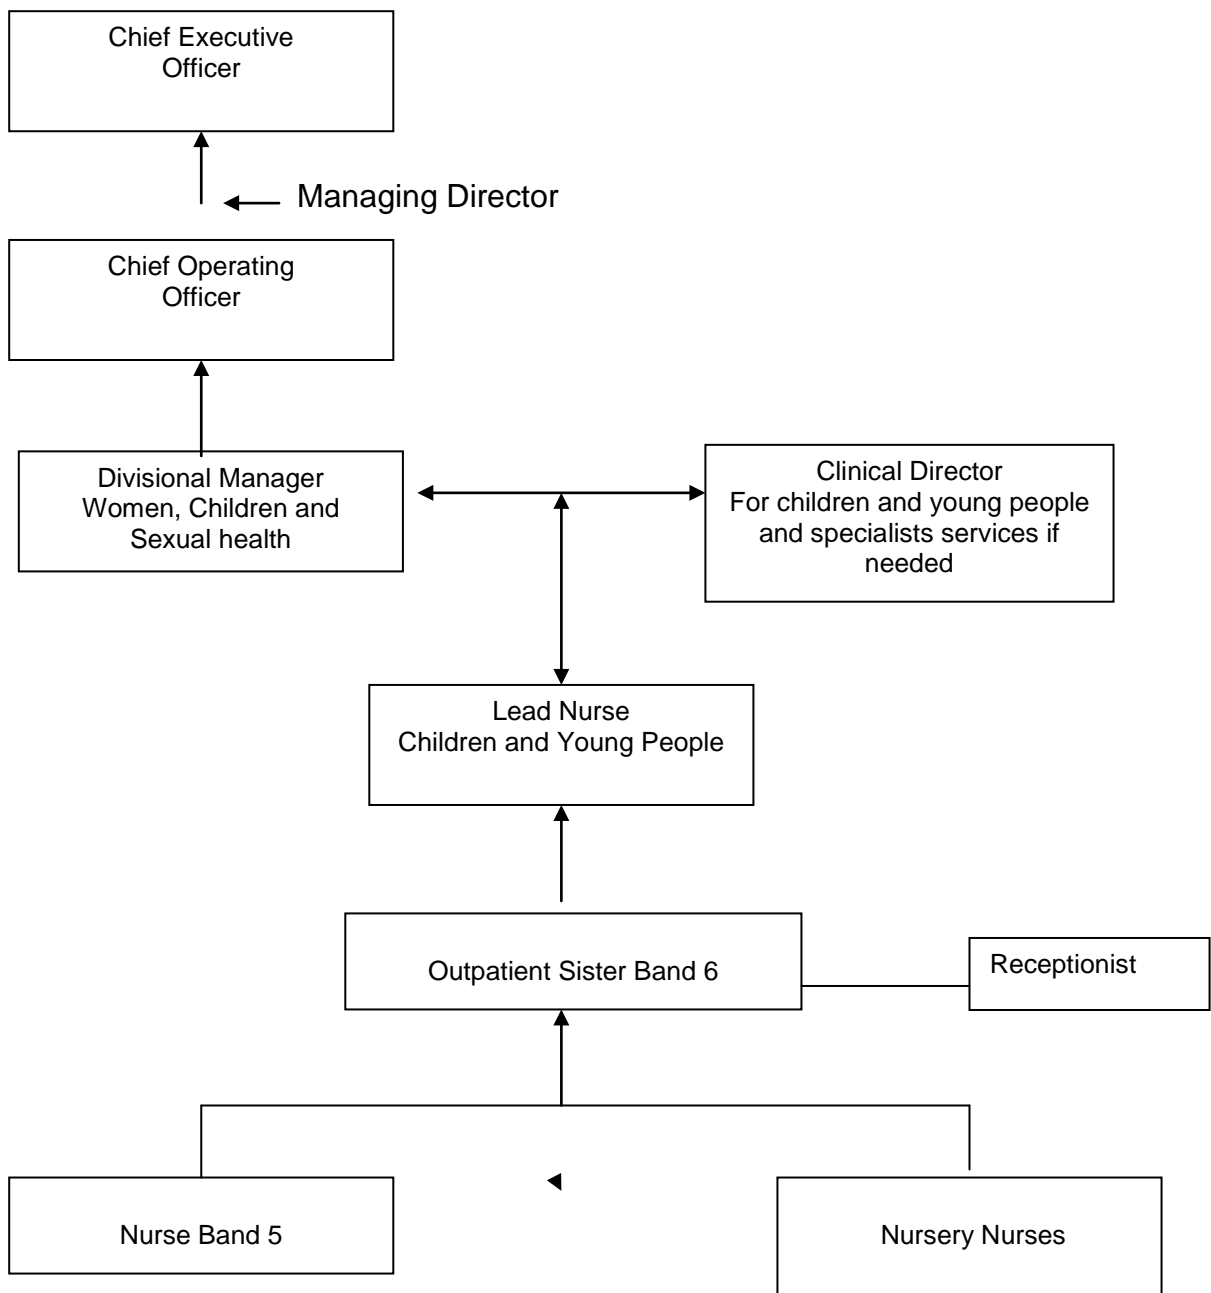 Chief Executive
Officer
Managing Director
Chief Operating
Officer
Divisional Manager
Women, Children and
Sexual health
Clinical Director
For children and young people
and specialists services if
needed
Lead Nurse
Children and Young People
Outpatient Sister Band 6
Receptionist
Nurse Band 5
Nursery Nurses